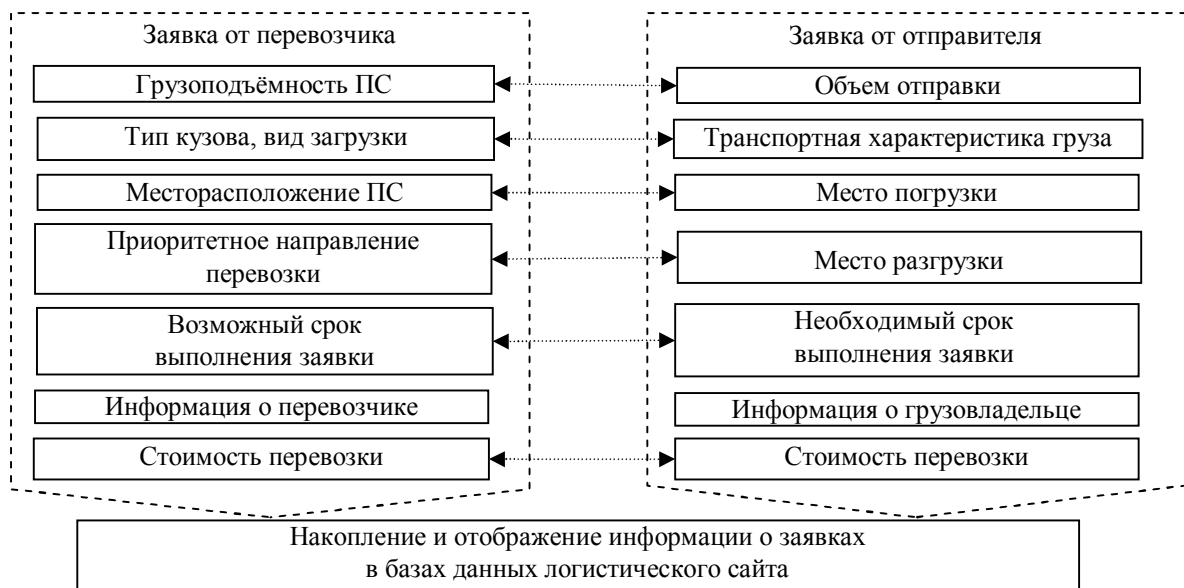 Заявка от перевозчика
Грузоподъёмность ПС
Тип кузова, вид загрузки
Месторасположение ПС
Приоритетное направление
перевозки
Возможный срок
выполнения заявки
Информация о перевозчике
Стоимость перевозки
Заявка от отправителя
Объем отправки
Транспортная характеристика груза
Место погрузки
Место разгрузки
Необходимый срок
выполнения заявки
Информация о грузовладельце
Стоимость перевозки
Накопление и отображение информации о заявках
в базах данных логистического сайта